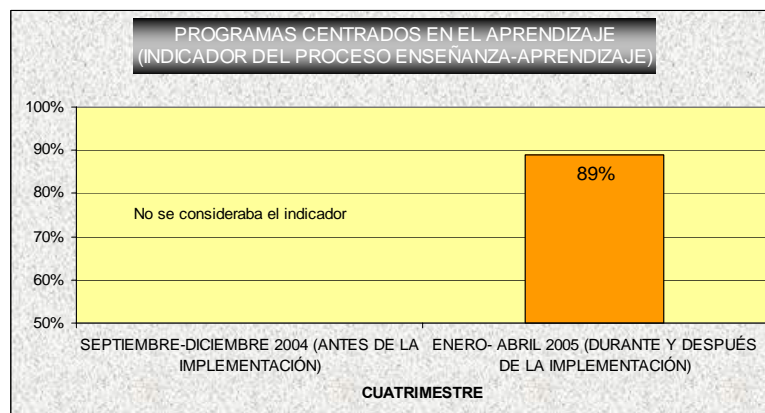 PROGRAMAS CENTRADOS EN EL APRENDIZAJE
(INDICADOR DEL PROCESO ENSEÑANZA-APRENDIZAJE)
100%
90%
89%
80%
No se consideraba el indicador
70%
60%
50%
SEPTIEMBRE-DICIEMBRE 2004 (ANTES DE LA
IMPLEMENTACIÓN)
ENERO- ABRIL 2005 (DURANTE Y DESPUÉS
DE LA IMPLEMENTACIÓN)
CUATRIMESTRE